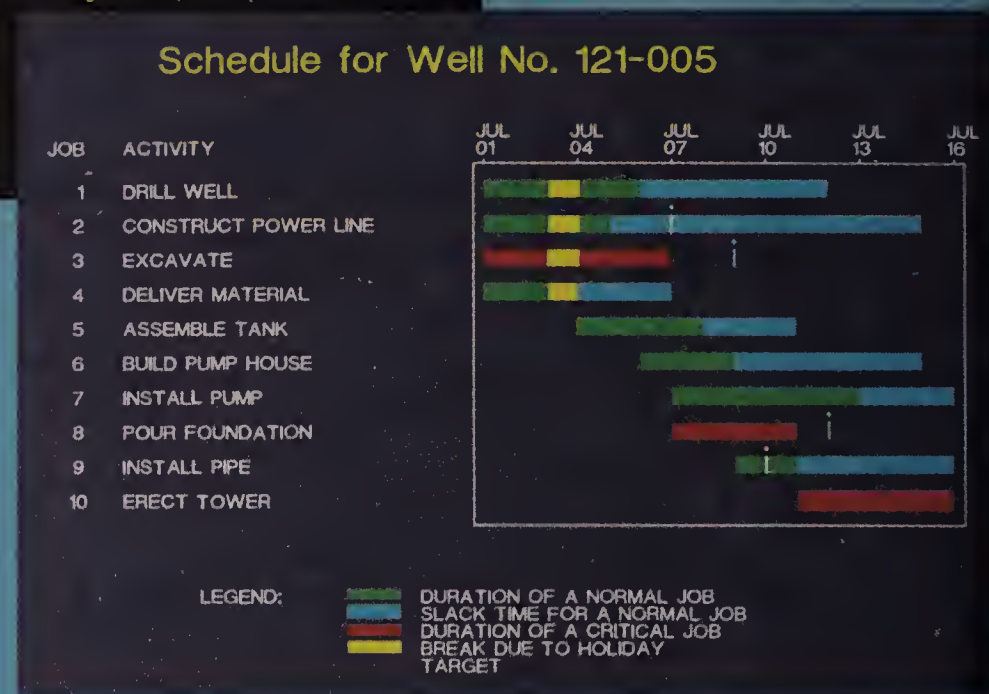 Schedule for Well No. 121-005
JUL JUL JUL JUL JUL JUL
JOB ACTIVITY 01 04 07 10 13 16
1 DRILL WELL
2 CONSTRUCT POWER LINE
3 EXCAVATE
4 DELIVER MATERIAL
5 ASSEMBLE TANK
6 BUILD PUMP HOUSE
7 INSTALL PUMP
8 POUR FOUNDATION
9 INSTALL PIPE
10 ERECT TOWER
LEGEND: DURATION OF A NORMAL JOB
SLACK TIME FOR A NORMAL JOB
DURATION OF A CRITICAL JOB
BREAK DUE TO HOLIDAY
TARGET